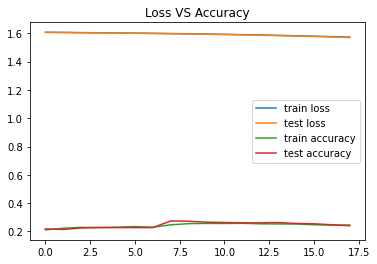 Loss VS Accuracy
1.6
1.4
1.2
1.0
0.8
0.6
0.4
0.2
train loss
test loss
train accuracy
test accuracy
0.0 2.5 5.0 7.5 10.0 12.5 15.0 17.5